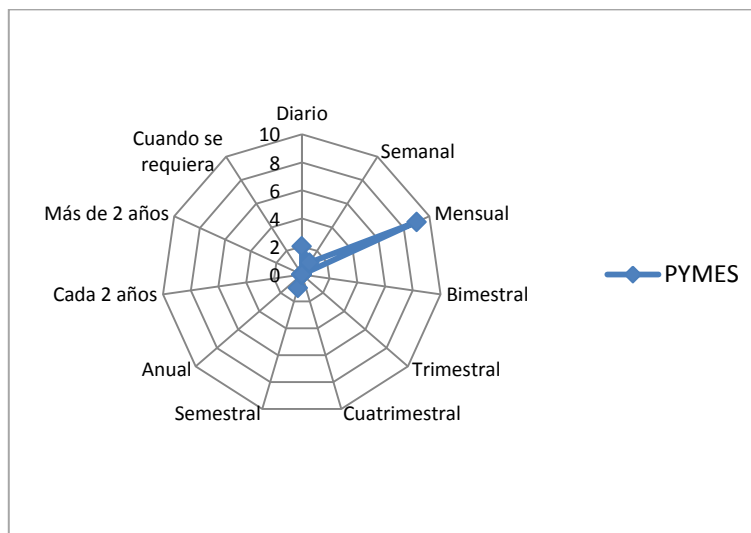 Diario
Cuando se
requiera
10
Semanal
8
6
Más de 2 años
Mensual
4
2
0
PYMES
Cada 2 años
Bimestral
Anual
Trimestral
Semestral
Cuatrimestral